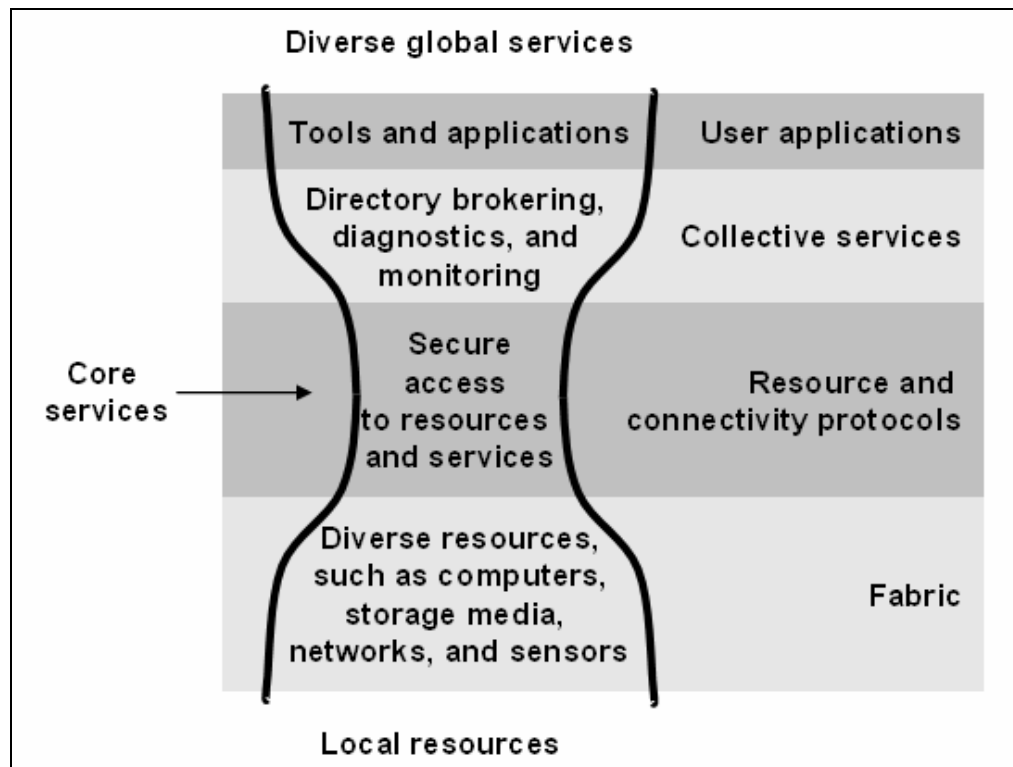 Diverse global services
Tools and applications
User applications
Directory brokering,
diagnostics, and
monitoring
Collective services
Core
services
Secure
access
to resources
and services
Resource and
connectivity protocols
Diverse resources,
such as computers,
storage media,
networks, and sensors
Fabric
Local resources